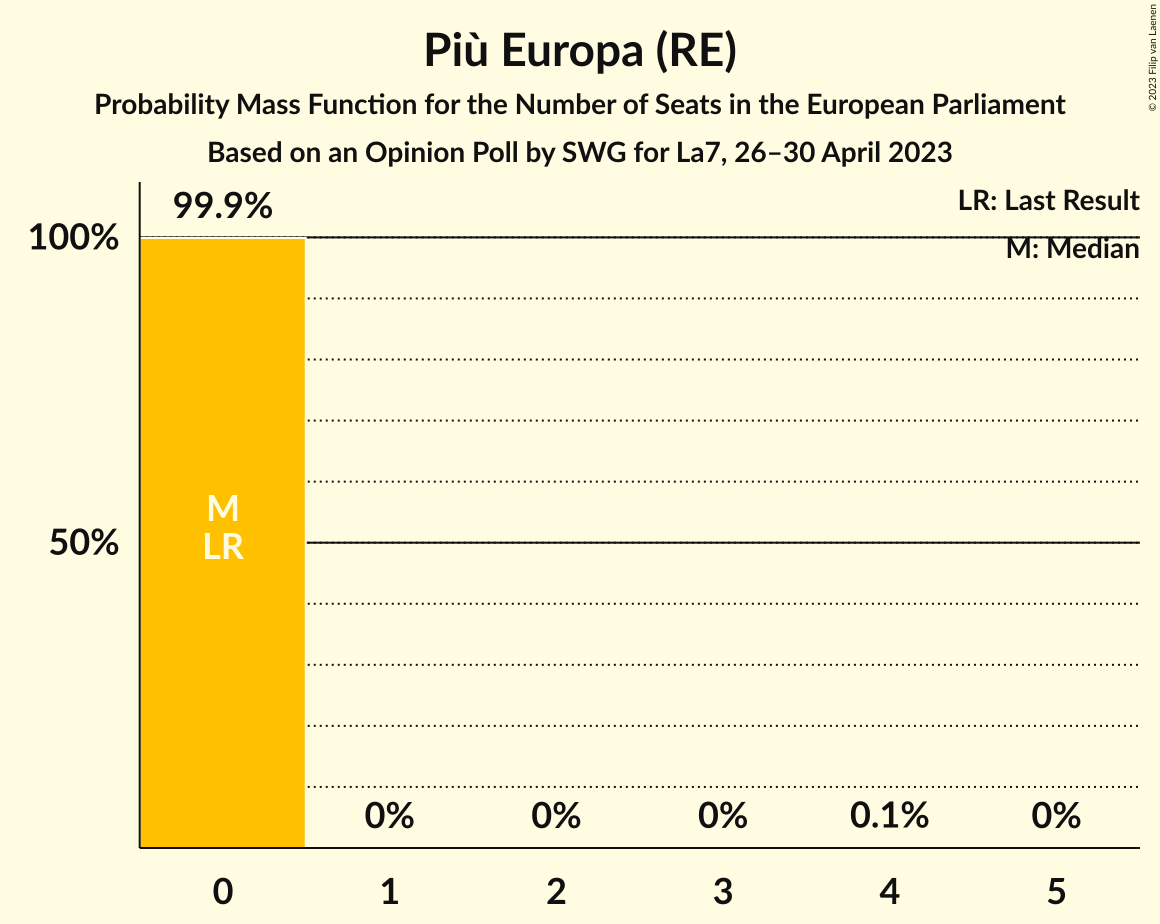 Più Europa (RE)
Probability Mass Function for the Number of Seats in the European Parliament
Based on an Opinion Poll by SWG for La7, 26–30 April 2023
© 2023 Filip van Laenen
LR: Last Result
M: Median
99.9%
100%
50%
M
LR
0%
0%
0%
0.1%
0%
0
1
2
3
4
5